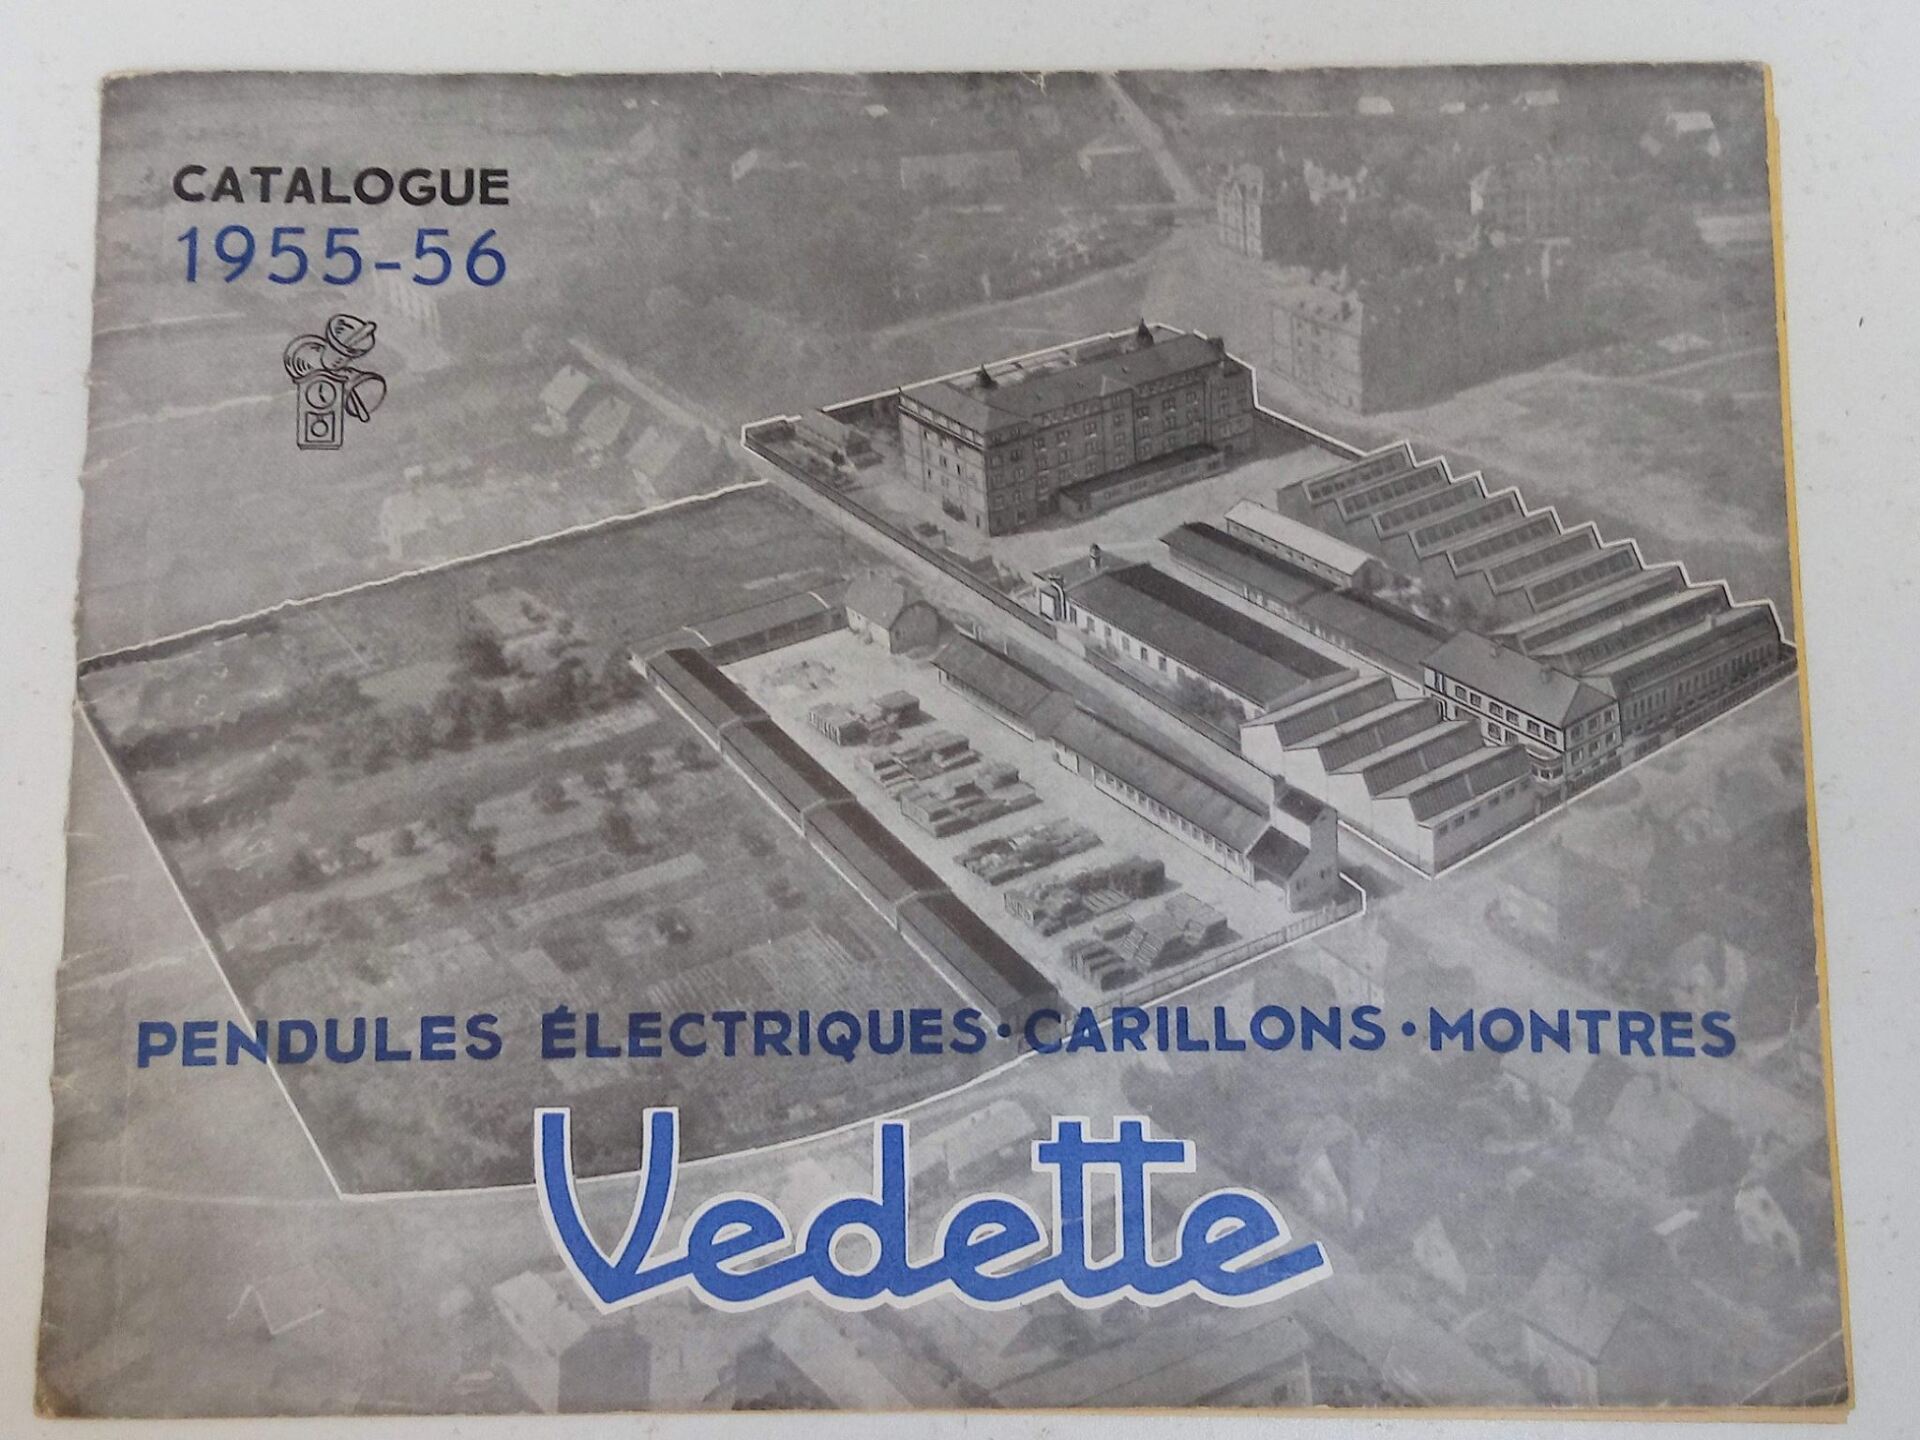 CATALOGUE
1955-56
PENDULES ÉLECTRIQUES·CARILLONS·MONTRES
Vedette